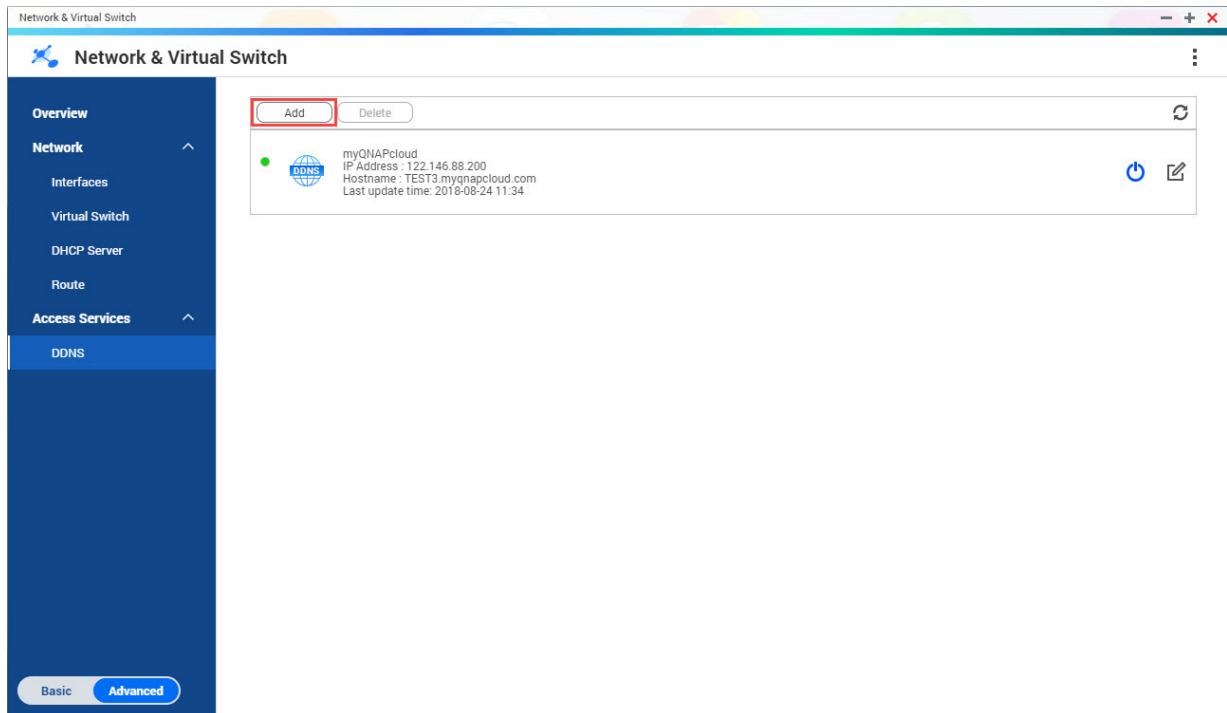 Network & Virtual Switch
Network & Virtual Switch
Overview
Network
Interfaces
Virtual Switch
DHCP Server
Route
Access Services
DDNS
Basic Advanced
Add Delete
DDNS
myQNAPcloud
IP Address : 122.146.88.200
Hostname : TEST3.myqnapcloud.com
Last update time: 2018-08-24 11:34